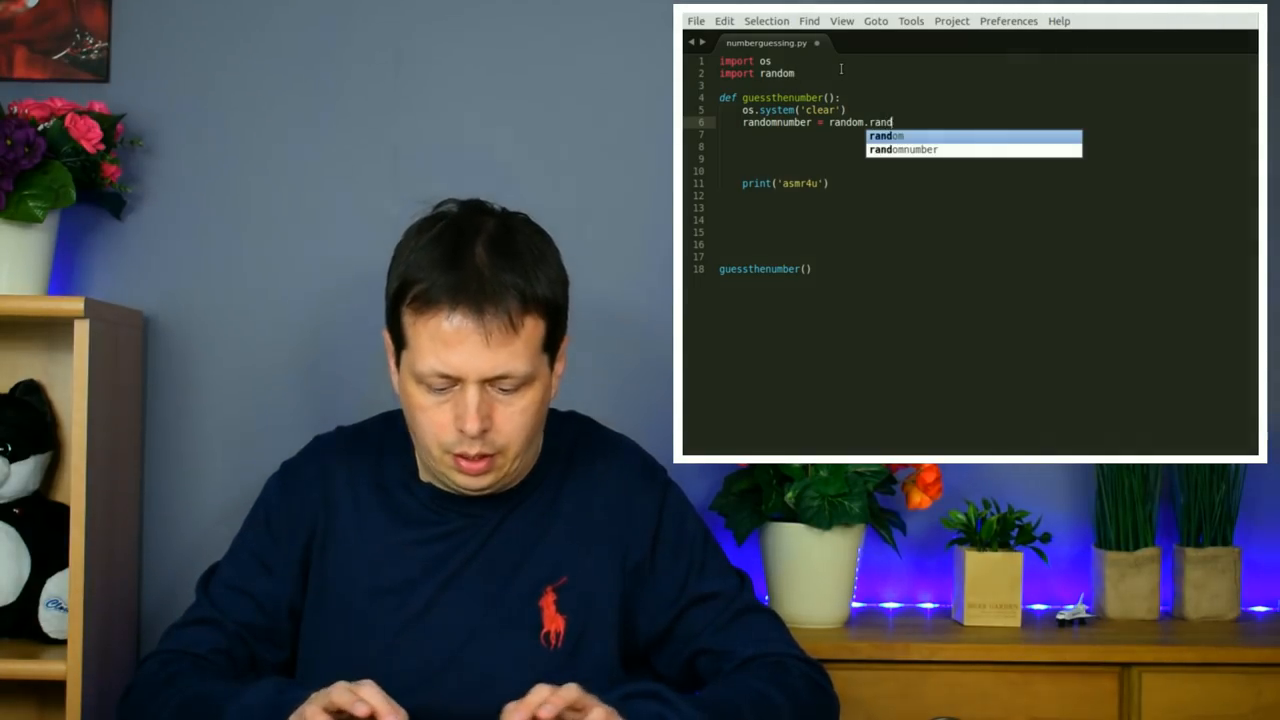 File Edit Selection Find View Goto Tools Project Preferences Help
numberguessing.py
1 import os
2 import random
3
4 def guessthenumber():
5 os.system('clear')
6 randomnumber = random.rand
random
7
randomnumber
8
9
10
11 print('asmr4u')
12
13
14
15
16
17
18 guessthenumber()